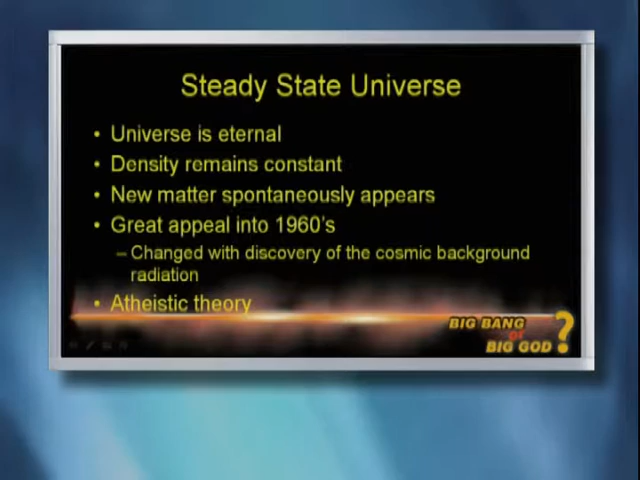 Steady State Universe
• Universe is eternal
• Density remains constant
• New matter spontaneously appears
• Great appeal into 1960's
– Changed with discovery of the cosmic background
radiation
• Atheistic theory
BIG BANG
or
BIG GOD ?